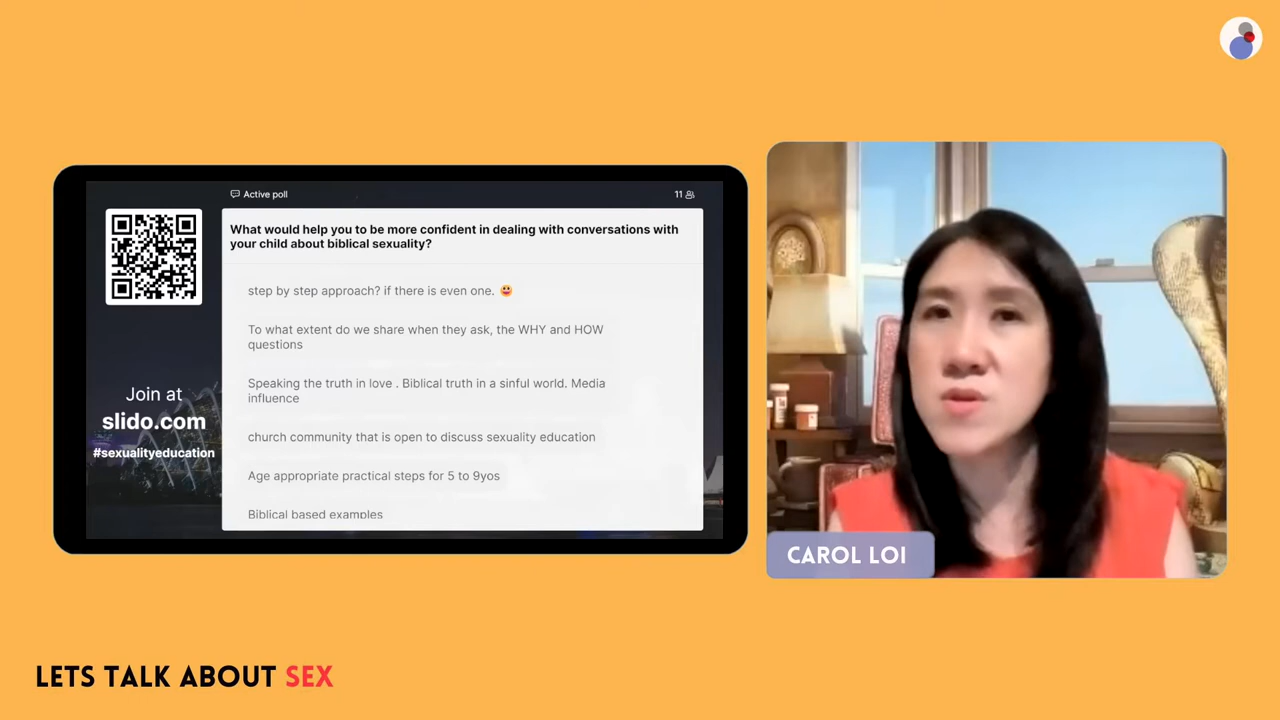 Active poll
11
What would help you to be more confident in dealing with conversations with
your child about biblical sexuality?
step by step approach? if there is even one. 😃
To what extent do we share when they ask, the WHY and HOW
questions
Speaking the truth in love . Biblical truth in a sinful world. Media
influence
church community that is open to discuss sexuality education
Age appropriate practical steps for 5 to 9yos
Biblical based examples
Join at
slido.com
#sexualityeducation
CAROL LOI
LETS TALK ABOUT SEX